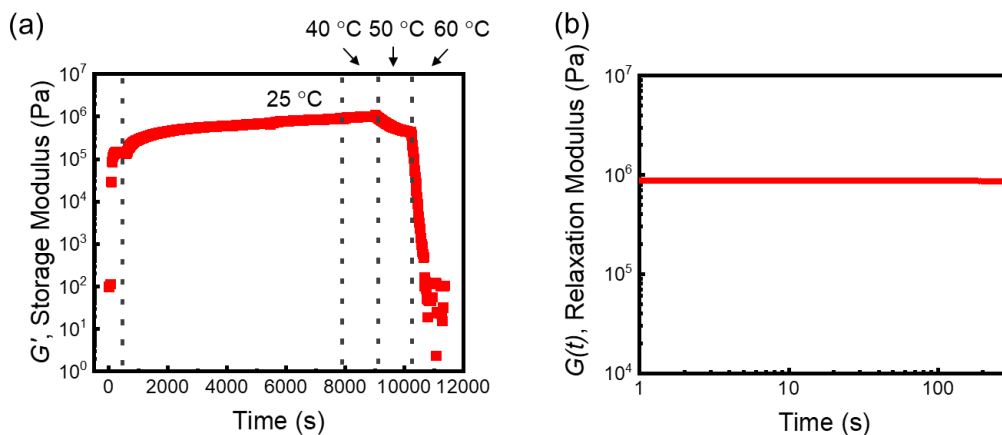 (a)
40 °C 50 °C 60 °C
G', Storage Modulus (Pa)
10⁷
10⁶
10⁵
10⁴
10³
10²
10¹
10⁰
25 °C
0 2000 4000 6000 8000 10000 12000
Time (s)
(b)
G(t), Relaxation Modulus (Pa)
10⁷
10⁶
10⁵
10⁴
1 10 100
Time (s)